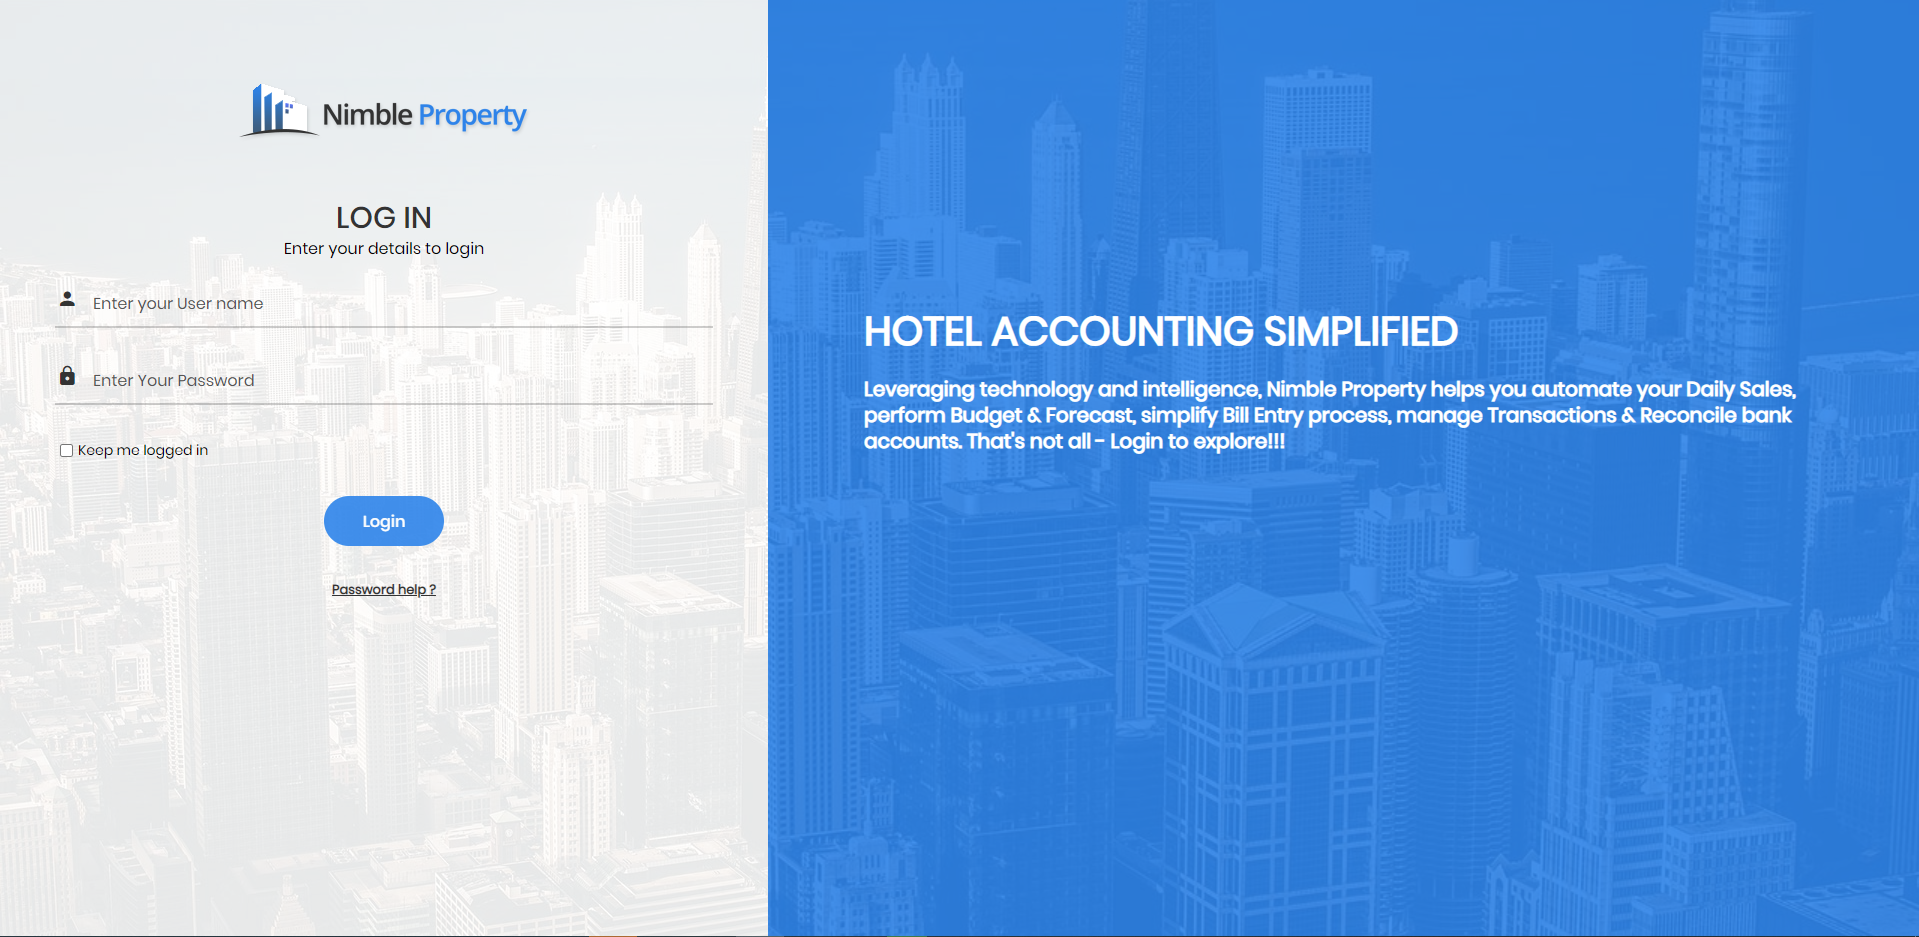 Nimble Property
LOG IN
Enter your details to login
Enter your User name
Enter Your Password
Keep me logged in
Login
Password help ?
HOTEL ACCOUNTING SIMPLIFIED
Leveraging technology and intelligence, Nimble Property helps you automate your Daily Sales,
perform Budget & Forecast, simplify Bill Entry process, manage Transactions & Reconcile bank
accounts. That's not all - Login to explore!!!